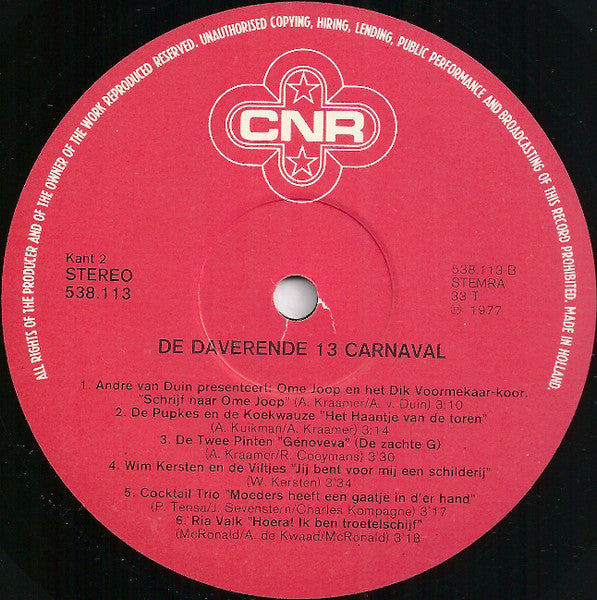 ALL RIGHTS OF THE PRODUCER AND OF THE OWNER OF THE WORK REPRODUCED RESERVED. UNAUTHORISED COPYING, HIRING, LENDING, PUBLIC PERFORMANCE AND BROADCASTING OF THIS RECORD PROHIBITED. MADE IN HOLLAND.
CNR
Kant 2
STEREO
538.113
538.113 B
STEMRA
33 T
℗ 1977
DE DAVERENDE 13 CARNAVAL
1. André van Duin presenteert: Ome Joop en het Dik Voormekaar-koor.
"Schrijf naar Ome Joop" (A. Kraamer/A. v. Duin) 3:10
2. De Pupkes en de Koekwauze "Het Haantje van de toren"
(A. Kuikman/A. Kraamer) 3:14
3. De Twee Pinten "Génoveva" (De zachte G)
(A. Kraamer/R. Cooymans) 3'30
4. Wim Kersten en de Viltjes "Jij bent voor mij een schilderij"
(W. Kersten) 3'34
5. Cocktail Trio "Moeders heeft een gaatje in d'er hand"
(P. Tensa/J. Sevenstern/Charles Kompagne) 3'17
6. Ria Valk "Hoera! Ik ben troetelschijf"
(McRonald/A. de Kwaad/McRonald) 3'18